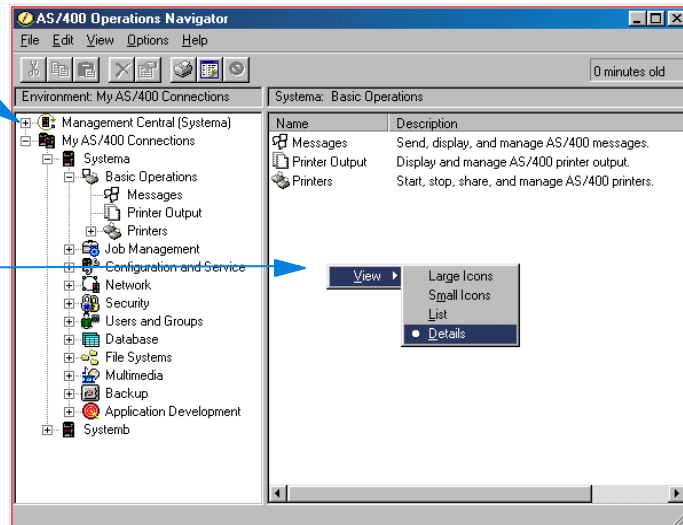 AS/400 Operations Navigator
File Edit View Options Help
0 minutes old
Environment: My AS/400 Connections
Systema: Basic Operations
Management Central (Systema)
My AS/400 Connections
Systema
Basic Operations
Messages
Printer Output
Printers
Job Management
Configuration and Service
Network
Security
Users and Groups
Database
File Systems
Multimedia
Backup
Application Development
Systemb
Name Description
Messages Send, display, and manage AS/400 messages.
Printer Output Display and manage AS/400 printer output.
Printers Start, stop, share, and manage AS/400 printers.
View
Large Icons
Small Icons
List
Details